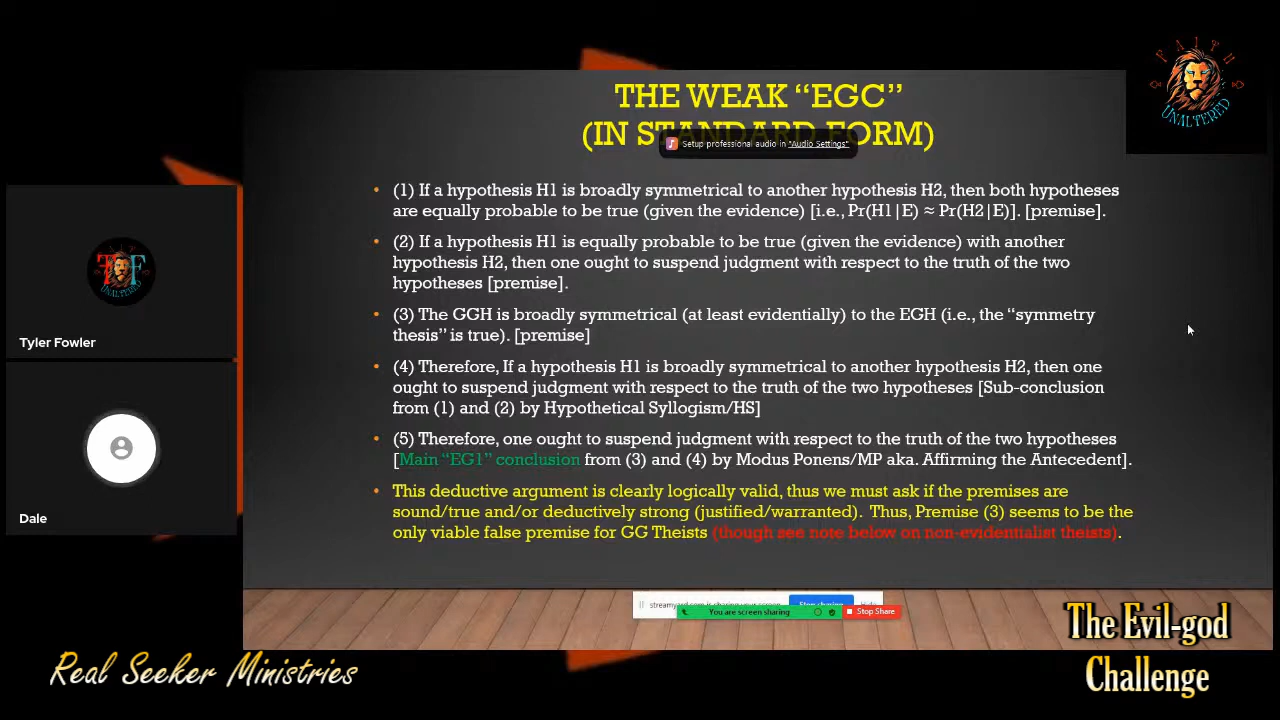 THE WEAK “EGC”
(IN STANDARD FORM)
Setup professional audio in "Audio Settings"
FAITH
UNALTERED
• (1) If a hypothesis H1 is broadly symmetrical to another hypothesis H2, then both hypotheses
are equally probable to be true (given the evidence) [i.e., Pr(H1|E) ≈ Pr(H2|E)]. [premise].
• (2) If a hypothesis H1 is equally probable to be true (given the evidence) with another
hypothesis H2, then one ought to suspend judgment with respect to the truth of the two
hypotheses [premise].
• (3) The GGH is broadly symmetrical (at least evidentially) to the EGH (i.e., the “symmetry
thesis” is true). [premise]
• (4) Therefore, If a hypothesis H1 is broadly symmetrical to another hypothesis H2, then one
ought to suspend judgment with respect to the truth of the two hypotheses [Sub-conclusion
from (1) and (2) by Hypothetical Syllogism/HS]
• (5) Therefore, one ought to suspend judgment with respect to the truth of the two hypotheses
[Main “EG1” conclusion from (3) and (4) by Modus Ponens/MP aka. Affirming the Antecedent].
• This deductive argument is clearly logically valid, thus we must ask if the premises are
sound/true and/or deductively strong (justified/warranted). Thus, Premise (3) seems to be the
only viable false premise for GG Theists (though see note below on non-evidentialist theists).
Tyler Fowler
Dale
streamyard.com is sharing your screen. Stop sharing Hide
You are screen sharing Stop Share
The Evil-god
Challenge
Real Seeker Ministries